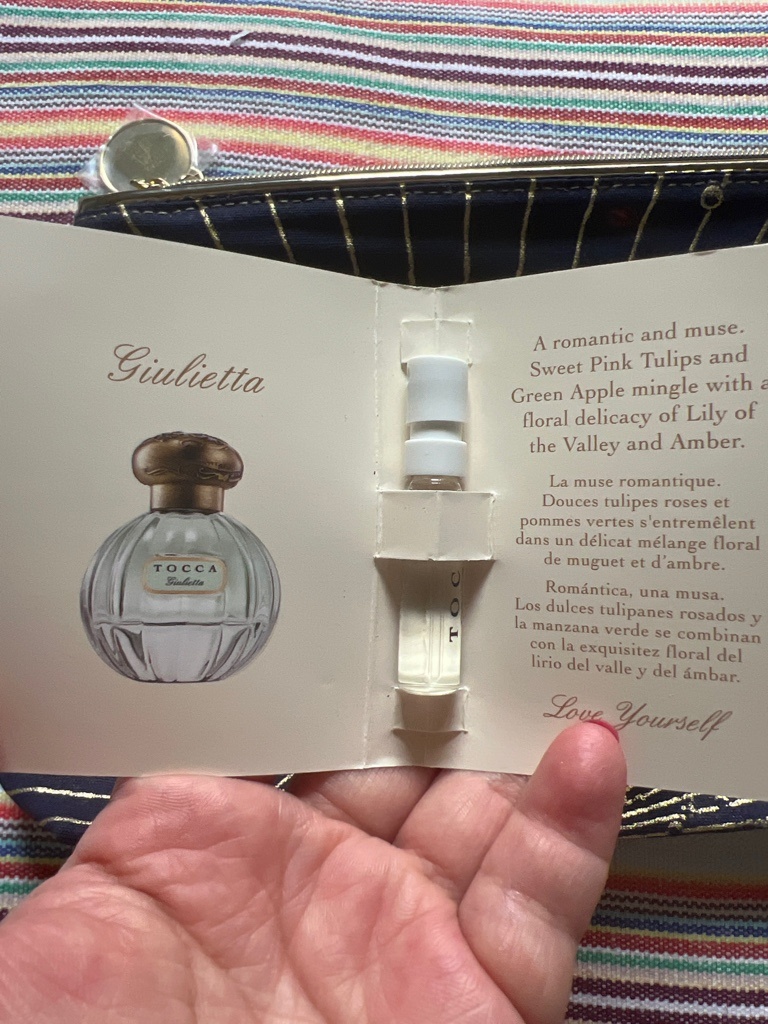 Giulietta
TOCCA
Giulietta
TOC
A romantic and muse.
Sweet Pink Tulips and
Green Apple mingle with a
floral delicacy of Lily of
the Valley and Amber.
La muse romantique.
Douces tulipes roses et
pommes vertes s'entremêlent
dans un délicat mélange floral
de muguet et d'ambre.
Romántica, una musa.
Los dulces tulipanes rosados y
la manzana verde se combinan
con la exquisitez floral del
lirio del valle y del ámbar.
Love Yourself